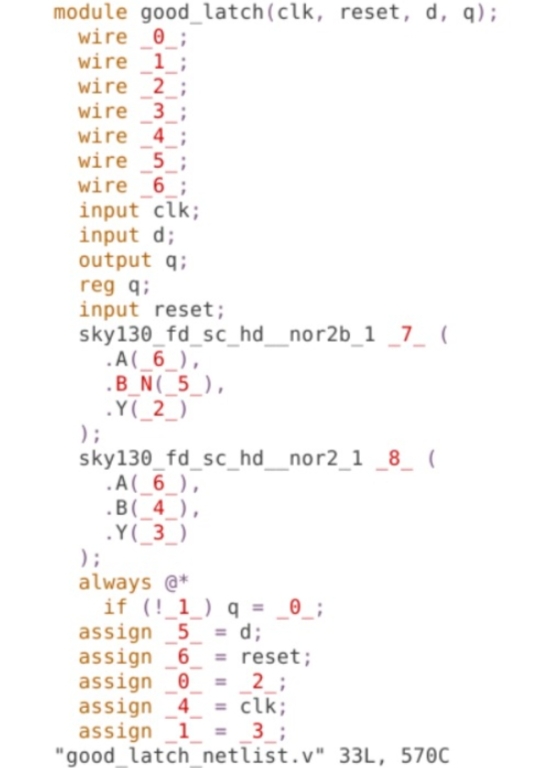 module good_latch(clk, reset, d, q);
wire _0_;
wire _1_;
wire _2_;
wire _3_;
wire _4_;
wire _5_;
wire _6_;
input clk;
input d;
output q;
reg q;
input reset;
sky130_fd_sc_hd__nor2b_1 _7_ (
.A(_6_),
.B_N(_5_),
.Y(_2_)
);
sky130_fd_sc_hd__nor2_1 _8_ (
.A(_6_),
.B(_4_),
.Y(_3_)
);
always @*
if (!_1_) q = _0_;
assign _5_ = d;
assign _6_ = reset;
assign _0_ = _2_;
assign _4_ = clk;
assign _1_ = _3_;
"good_latch_netlist.v" 33L, 570C